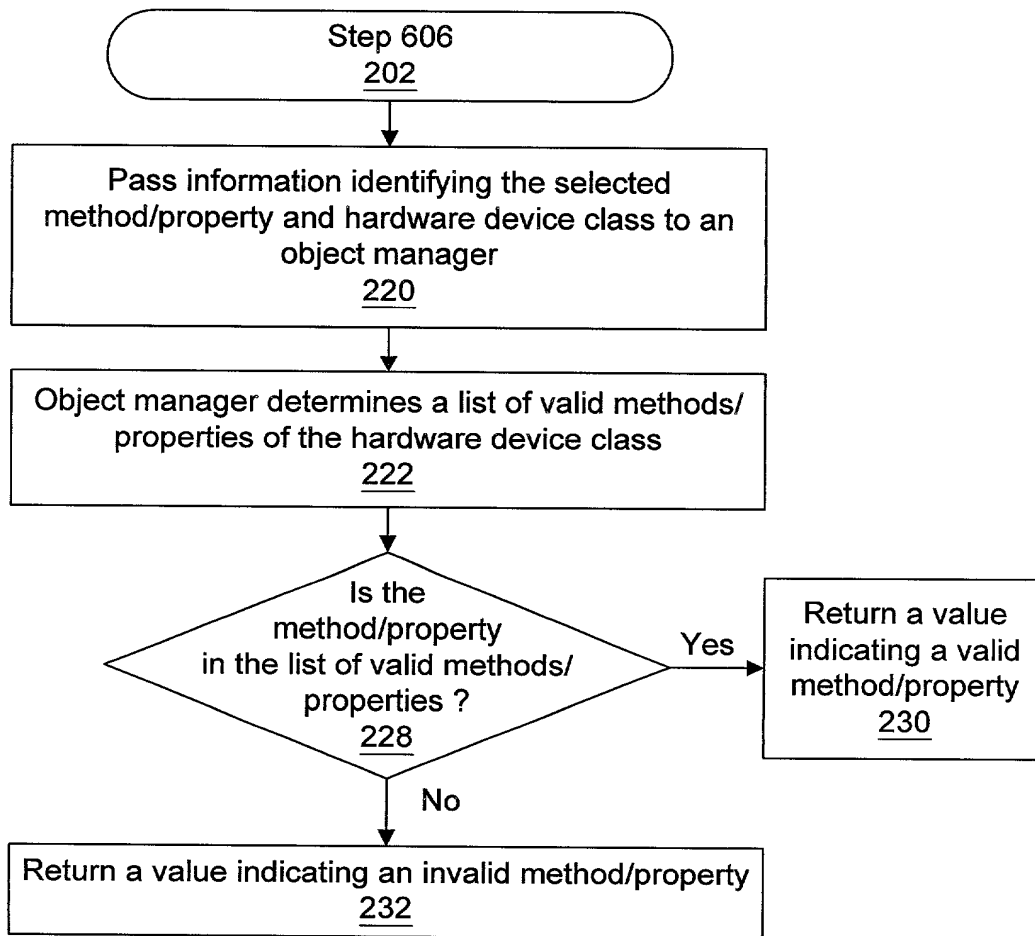 Step 606
202
Pass information identifying the selected
method/property and hardware device class to an
object manager
220
Object manager determines a list of valid methods/
properties of the hardware device class
222
Is the
method/property
in the list of valid methods/
properties ?
228
Yes
Return a value
indicating a valid
method/property
230
No
Return a value indicating an invalid method/property
232